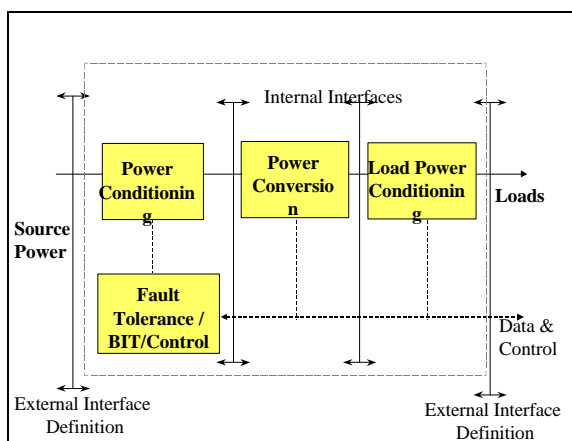 Internal Interfaces
Power
Conditionin
g
Power
Conversio
n
Load Power
Conditionin
g
Loads
Source
Power
Fault
Tolerance /
BIT/Control
Data &
Control
External Interface
Definition
External Interface
Definition